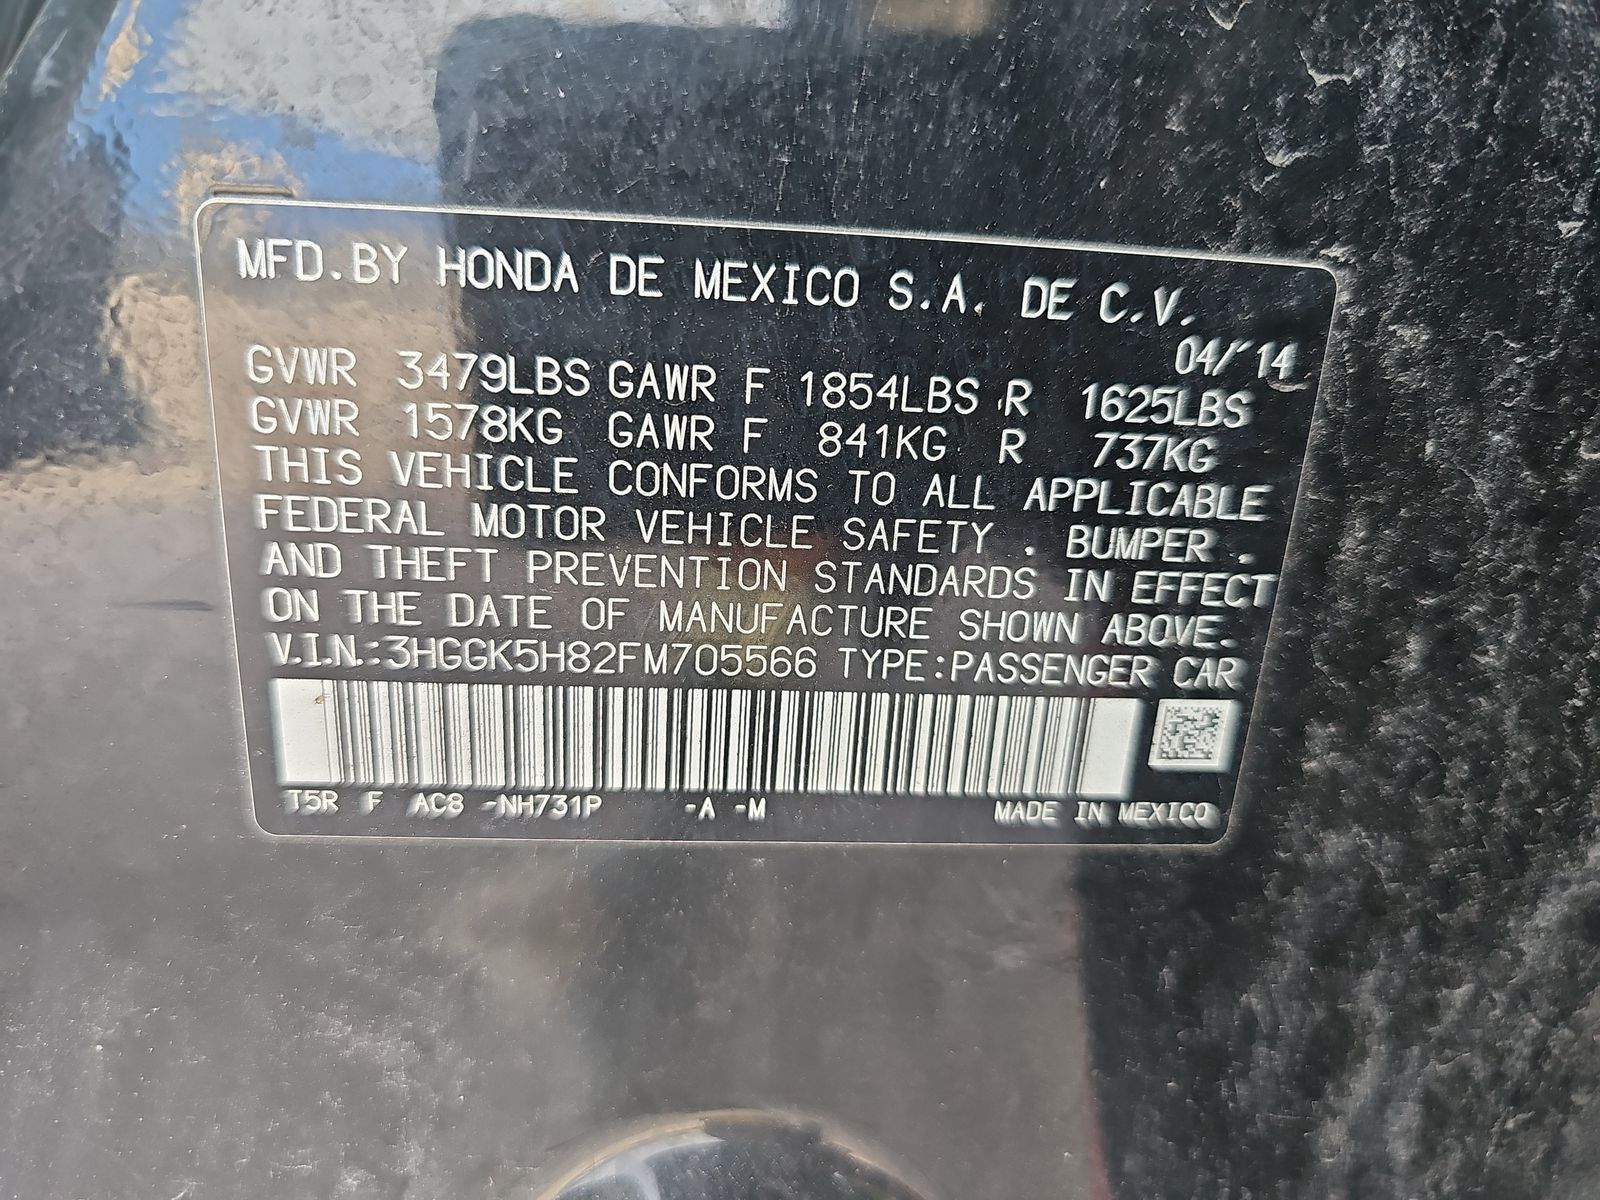 MFD.BY HONDA DE MEXICO S.A. DE C.V.
04/14
GVWR 3479LBS GAWR F 1854LBS R 1625LBS
GVWR 1578KG GAWR F 841KG R 737KG
THIS VEHICLE CONFORMS TO ALL APPLICABLE
FEDERAL MOTOR VEHICLE SAFETY , BUMPER ,
AND THEFT PREVENTION STANDARDS IN EFFECT
ON THE DATE OF MANUFACTURE SHOWN ABOVE.
V.I.N.:3HGGK5H82FM705566 TYPE:PASSENGER CAR
T5R F AC8 -NH731P -A -M MADE IN MEXICO